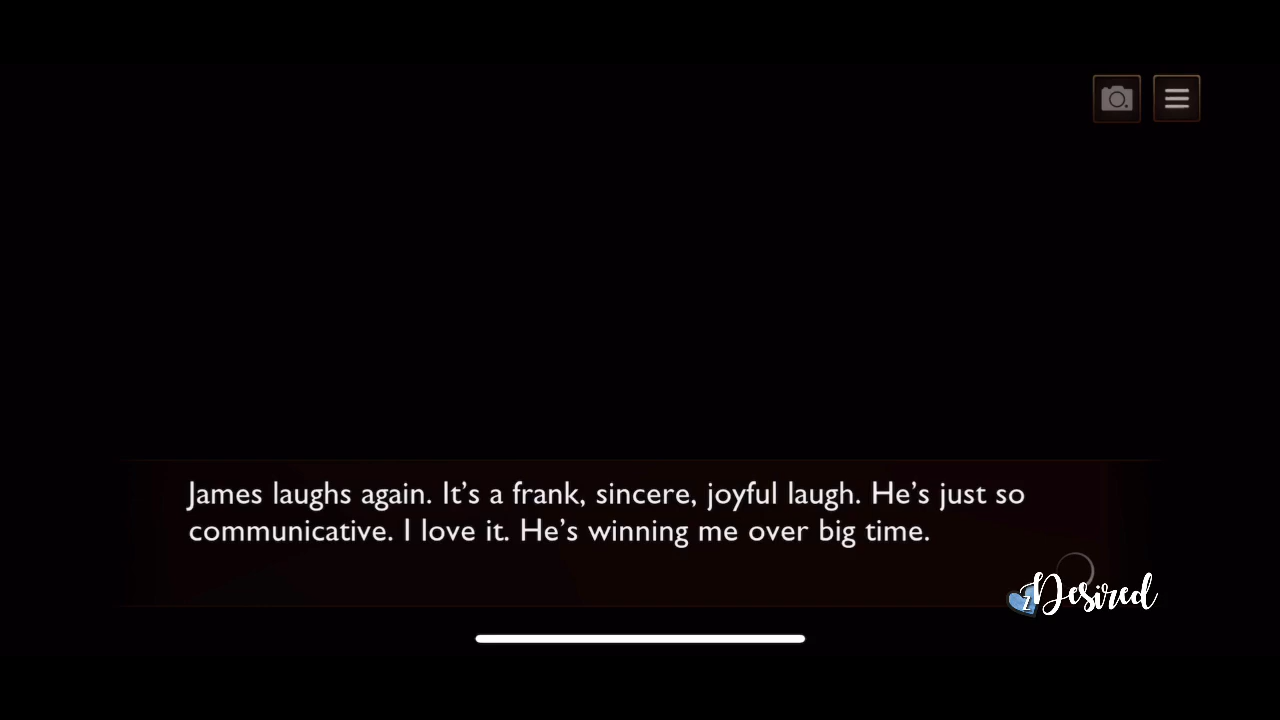 James laughs again. It's a frank, sincere, joyful laugh. He's just so
communicative. I love it. He's winning me over big time.
zDesired